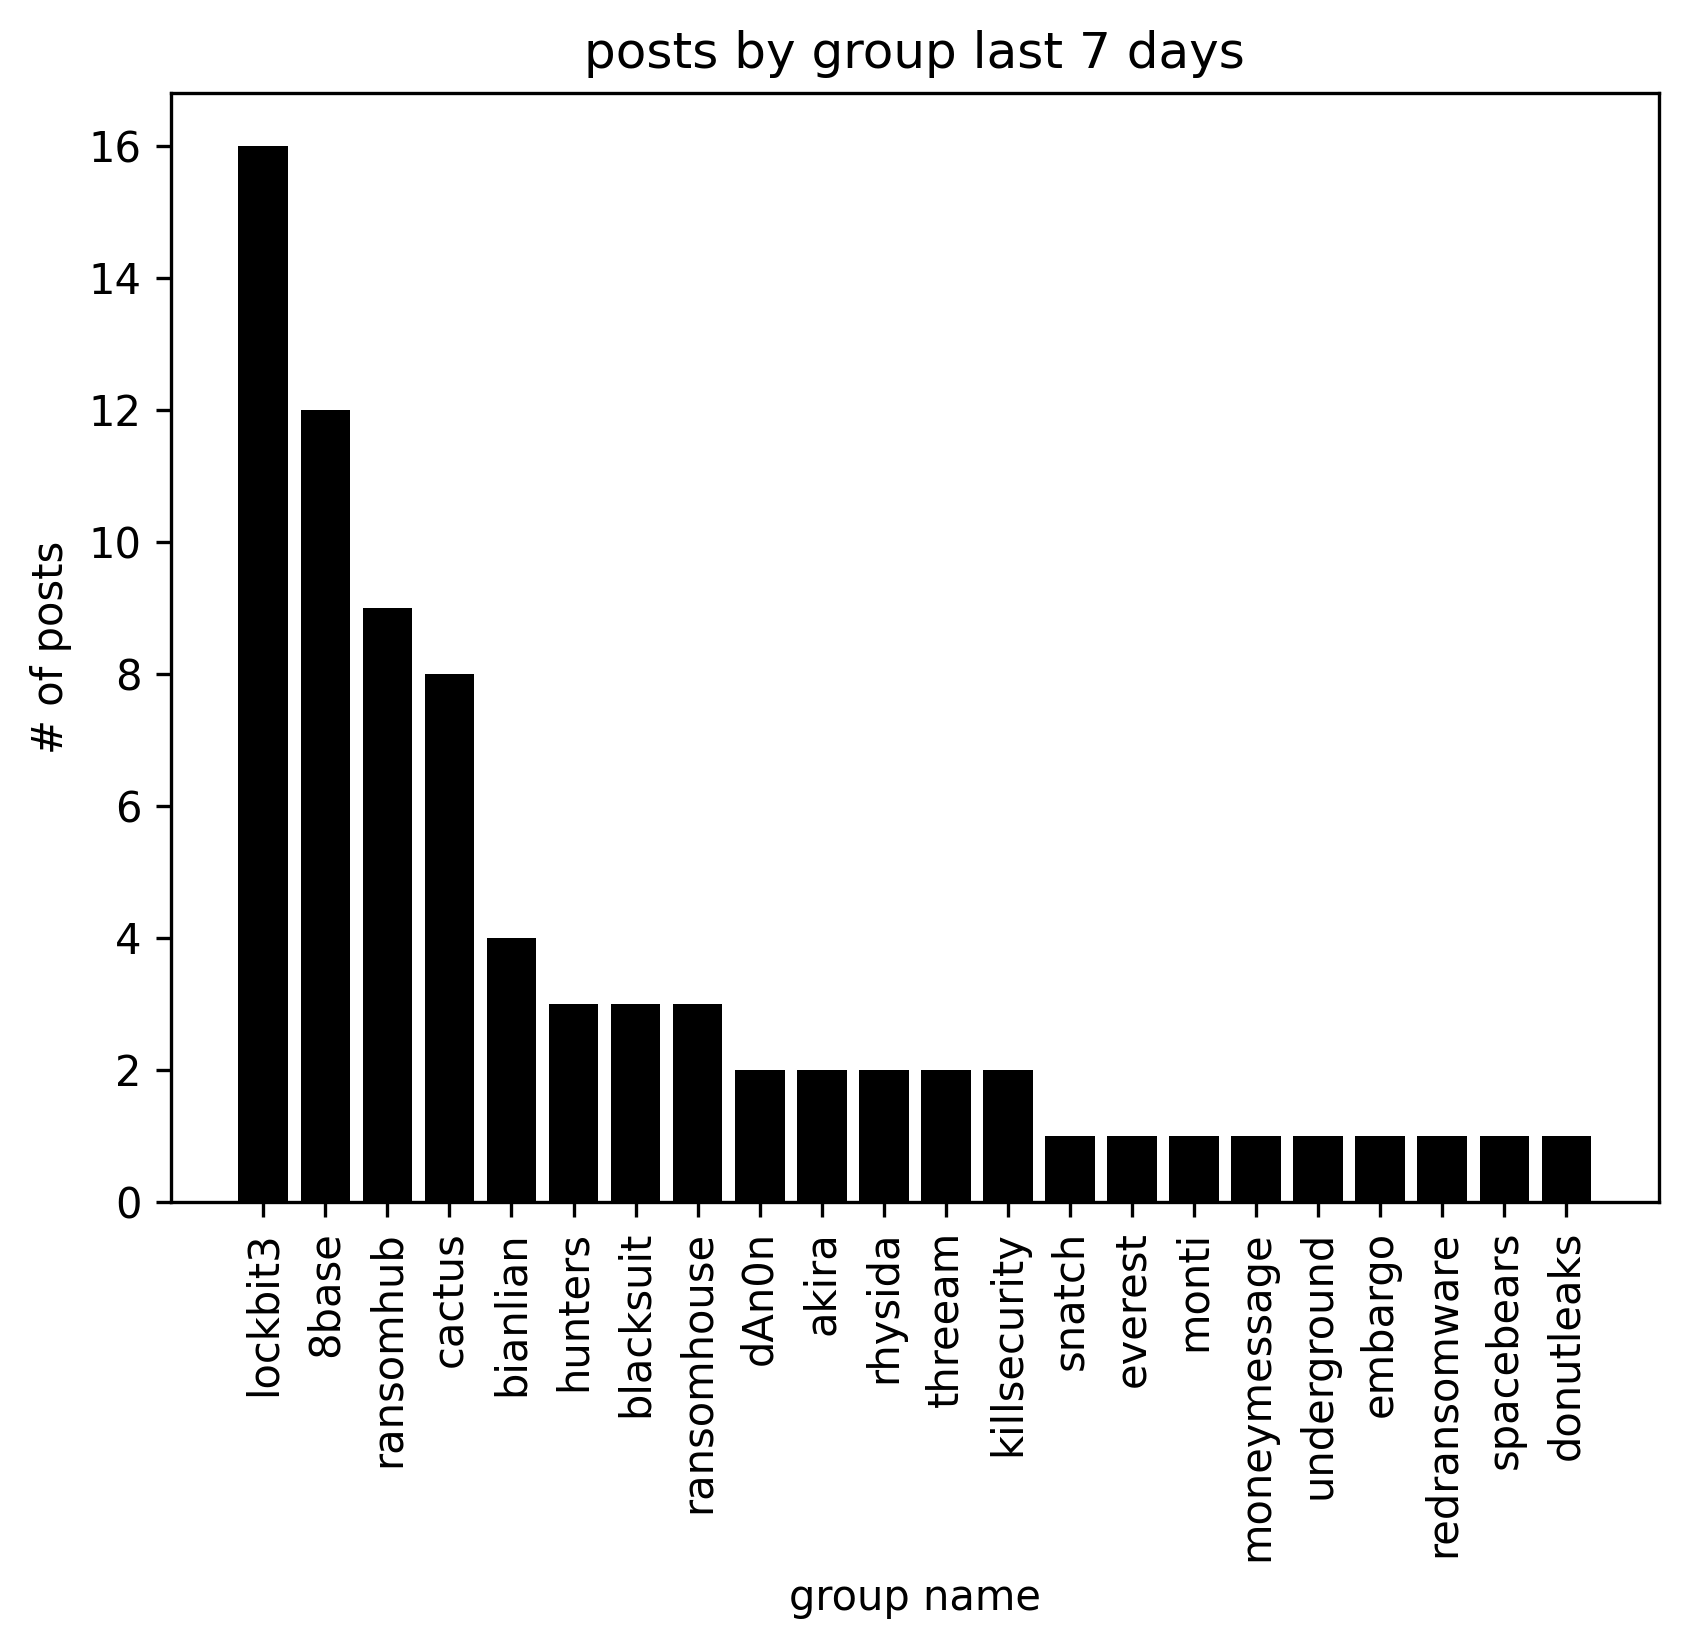 posts by group last 7 days
16
14
12
10
8
6
4
2
0
# of posts
lockbit3
8base
ransomhub
cactus
bianlian
hunters
blacksuit
ransomhouse
dAn0n
akira
rhysida
threeam
killsecurity
snatch
everest
monti
moneymessage
underground
embargo
redransomware
spacebears
donutleaks
group name